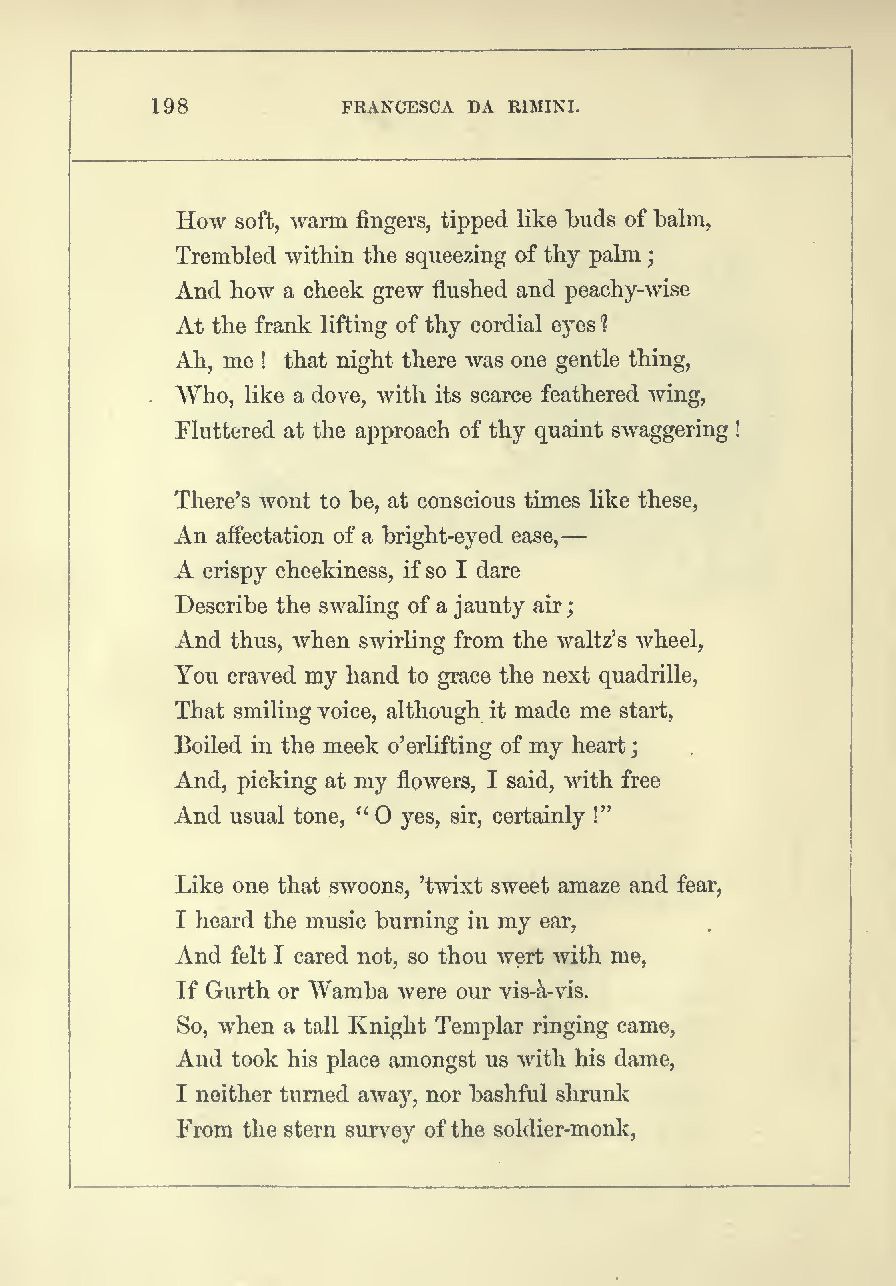 198 FRANCESCA DA RIMINI.
How soft, warm fingers, tipped like buds of balm,
Trembled within the squeezing of thy palm;
And how a cheek grew flushed and peachy-wise
At the frank lifting of thy cordial eyes?
Ah, me! that night there was one gentle thing,
Who, like a dove, with its scarce feathered wing,
Fluttered at the approach of thy quaint swaggering!
There's wont to be, at conscious times like these,
An affectation of a bright-eyed ease,—
A crispy cheekiness, if so I dare
Describe the swaling of a jaunty air;
And thus, when swirling from the waltz's wheel,
You craved my hand to grace the next quadrille,
That smiling voice, although it made me start,
Boiled in the meek o'erlifting of my heart;
And, picking at my flowers, I said, with free
And usual tone, "O yes, sir, certainly!"
Like one that swoons, 'twixt sweet amaze and fear,
I heard the music burning in my ear,
And felt I cared not, so thou wert with me,
If Gurth or Wamba were our vis-à-vis.
So, when a tall Knight Templar ringing came,
And took his place amongst us with his dame,
I neither turned away, nor bashful shrunk
From the stern survey of the soldier-monk,